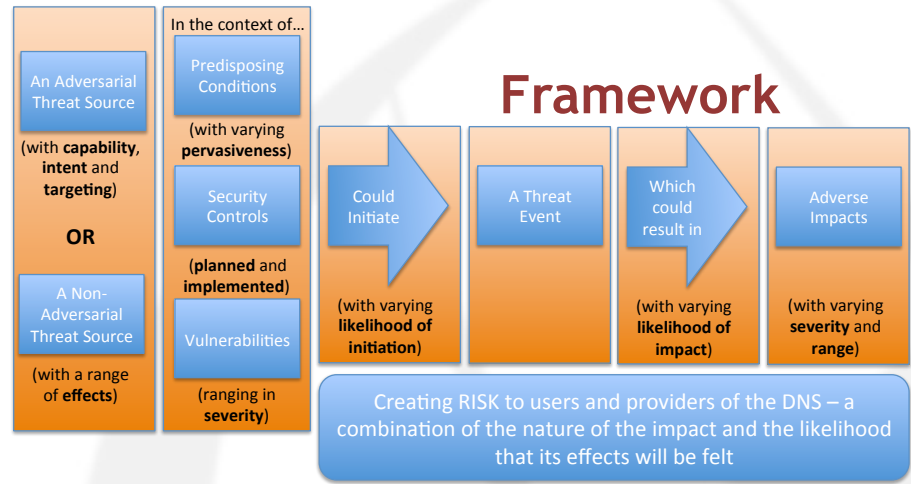 An Adversarial
Threat Source
(with capability,
intent and
targeting)
OR
A Non-
Adversarial
Threat Source
(with a range
of effects)
In the context of…
Predisposing
Conditions
(with varying
pervasiveness)
Security
Controls
(planned and
implemented)
Vulnerabilities
(ranging in
severity)
Framework
Could
Initiate
(with varying
likelihood of
initiation)
A Threat
Event
Which
could
result in
(with varying
likelihood of
impact)
Adverse
Impacts
(with varying
severity and
range)
Creating RISK to users and providers of the DNS – a
combination of the nature of the impact and the likelihood
that its effects will be felt